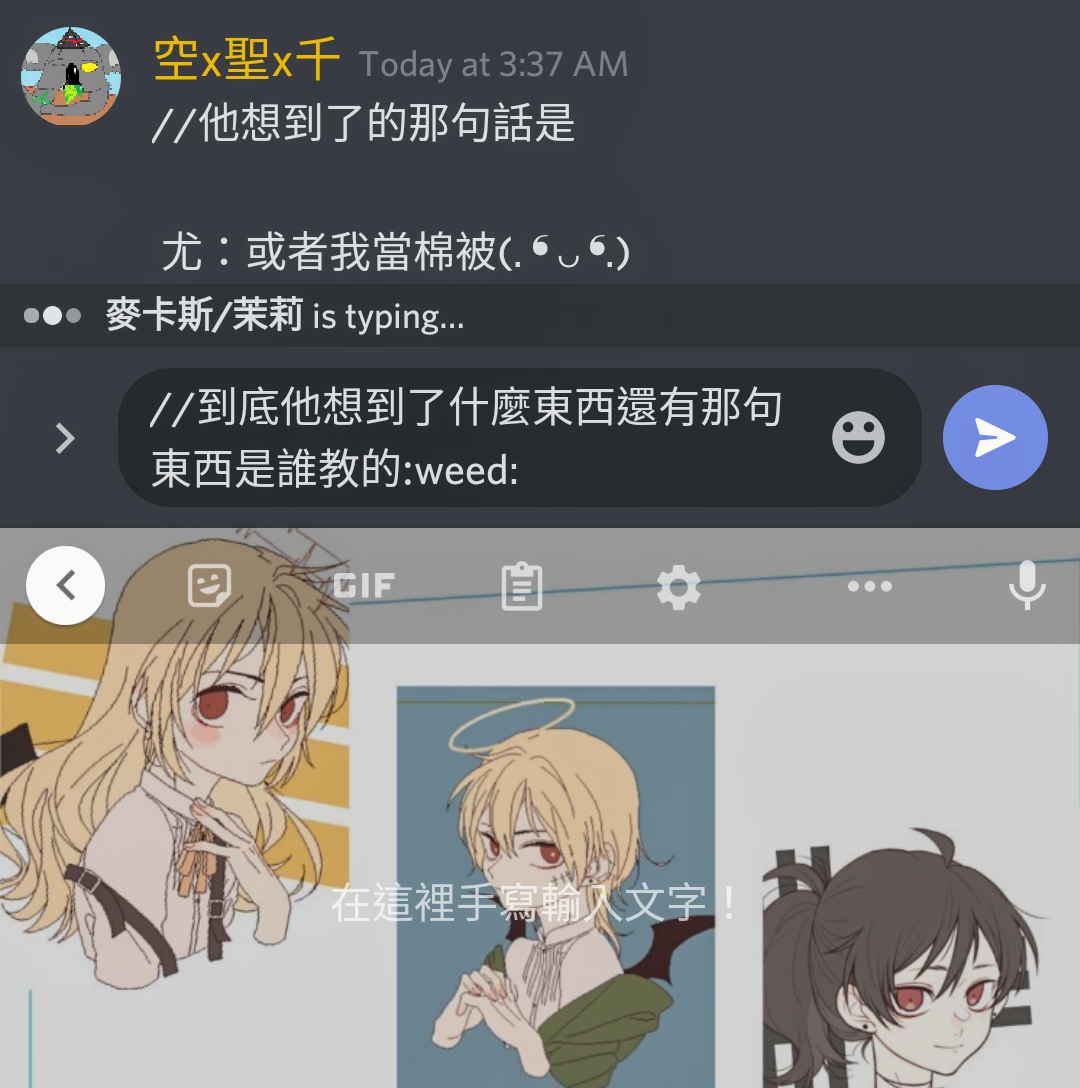 空x聖x千 Today at 3:37 AM
//他想到了的那句話是
尤：或者我當棉被(.❛ ᴗ ❛.)
麥卡斯/茉莉 is typing...
//到底他想到了什麼東西還有那句
東西是誰教的:weed:
GIF
在這裡手寫輸入文字！